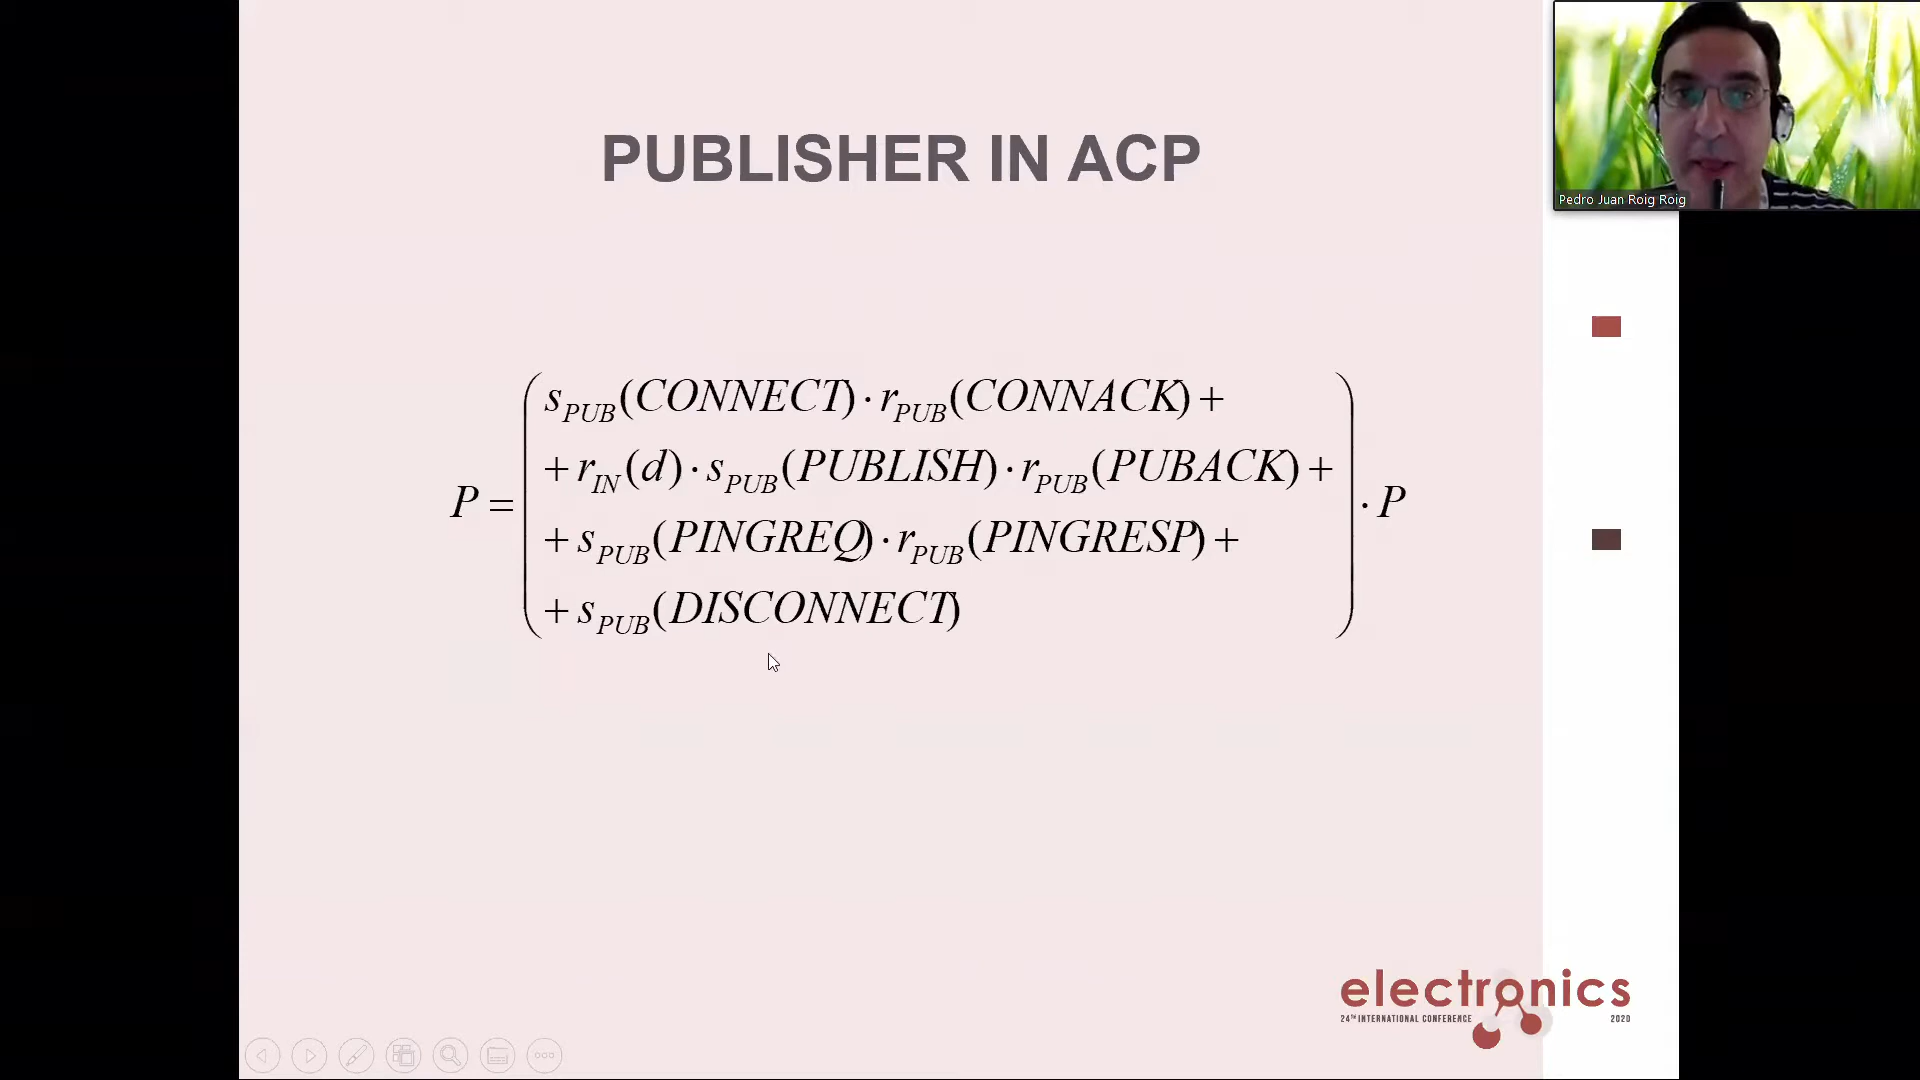 PUBLISHER IN ACP
Pedro Juan Roig Roig
s_PUB(CONNECT) · r_PUB(CONNACK) +
+ r_IN(d) · s_PUB(PUBLISH) · r_PUB(PUBACK) +
P = · P
+ s_PUB(PINGREQ) · r_PUB(PINGRESP) +
+ s_PUB(DISCONNECT)
electronics
24TH INTERNATIONAL CONFERENCE 2020